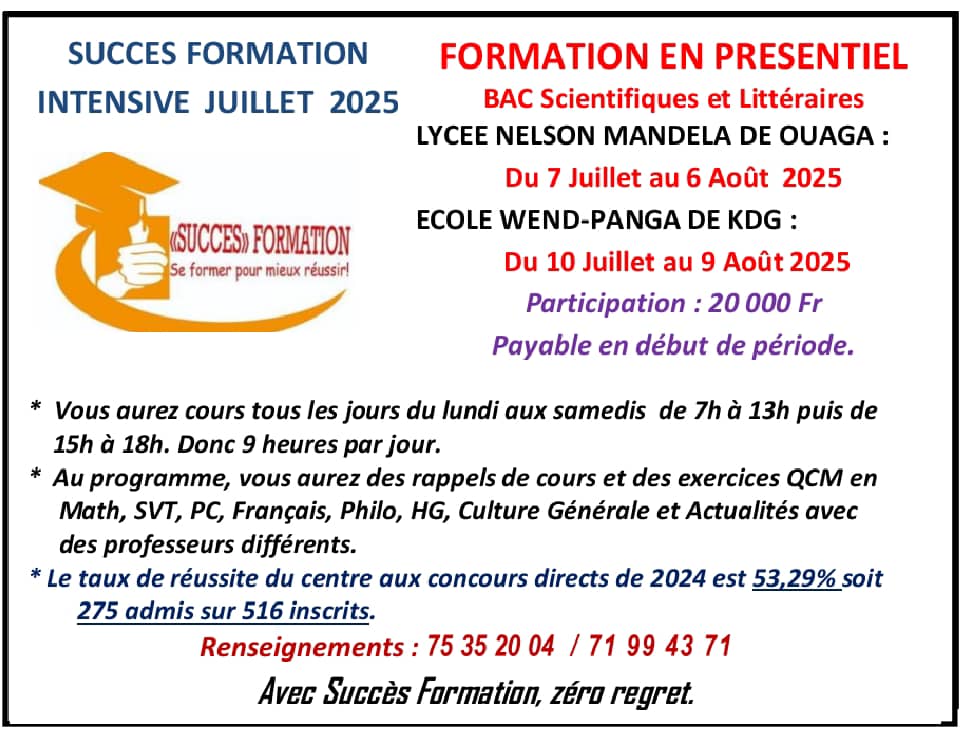 SUCCES FORMATION
INTENSIVE JUILLET 2025
«SUCCES» FORMATION
Se former pour mieux réussir!
FORMATION EN PRESENTIEL
BAC Scientifiques et Littéraires
LYCEE NELSON MANDELA DE OUAGA :
Du 7 Juillet au 6 Août 2025
ECOLE WEND-PANGA DE KDG :
Du 10 Juillet au 9 Août 2025
Participation : 20 000 Fr
Payable en début de période.
* Vous aurez cours tous les jours du lundi aux samedis de 7h à 13h puis de
15h à 18h. Donc 9 heures par jour.
* Au programme, vous aurez des rappels de cours et des exercices QCM en
Math, SVT, PC, Français, Philo, HG, Culture Générale et Actualités avec
des professeurs différents.
* Le taux de réussite du centre aux concours directs de 2024 est 53,29% soit
275 admis sur 516 inscrits.
Renseignements : 75 35 20 04 / 71 99 43 71
Avec Succès Formation, zéro regret.